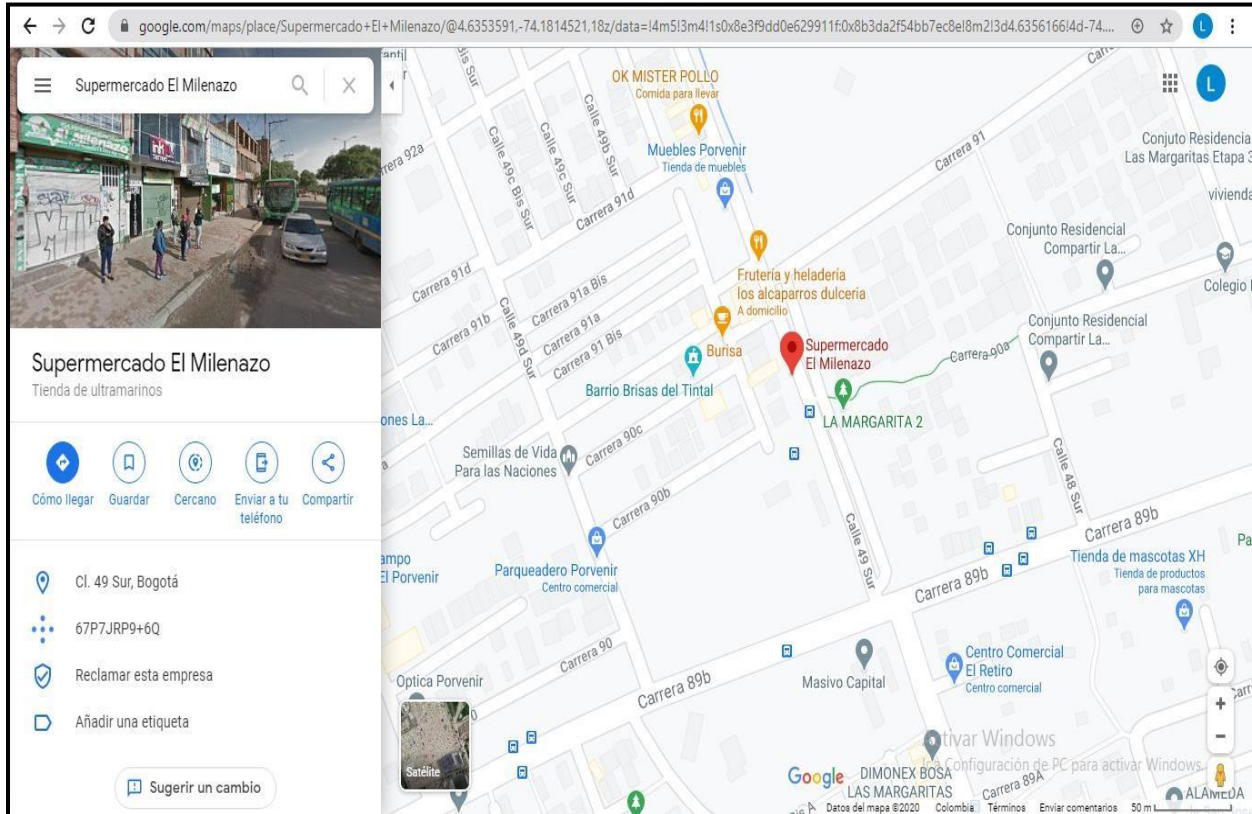 google.com/maps/place/Supermercado+El+Milenazo/@4.6353591,-74.1814521,18z/data=!4m5!3m4!1s0x8e3f9dd0e629911f:0x8b3da2f54bb7ec8e!8m2!3d4.6356166!4d-74....
L
Supermercado El Milenazo
L
Supermercado El Milenazo
Tienda de ultramarinos
Cómo llegar
Guardar
Cercano
Enviar a tu
teléfono
Compartir
Cl. 49 Sur, Bogotá
67P7JRP9+6Q
Reclamar esta empresa
Añadir una etiqueta
Sugerir un cambio
OK MISTER POLLO
Comida para llevar
Muebles Porvenir
Tienda de muebles
Calle 49c Bis Sur
Calle 49c Sur
Calle 49b Sur
Carrera 91d
Carrera 91
Conjuto Residencia
Las Margaritas Etapa 3
vivienda
Conjunto Residencial
Compartir La...
Colegio
Frutería y heladería
los alcaparros dulceria
A domicilio
Carrera 91d
Carrera 91b
Carrera 91a Bis
Carrera 91a
Carrera 91 Bis
Calle 49d Sur
Burisa
Barrio Brisas del Tintal
Supermercado
El Milenazo
Conjunto Residencial
Compartir La...
Carrera 90a
LA MARGARITA 2
ones La...
Semillas de Vida
Para las Naciones
Carrera 90c
Carrera 90b
Calle 48 Sur
Calle 49 Sur
Carrera 89b
Carrera 89b
ampo
El Porvenir
Parqueadero Porvenir
Centro comercial
Tienda de mascotas XH
Tienda de productos
para mascotas
Pa
Carrera 90
Carrera 89b
Optica Porvenir
Masivo Capital
Centro Comercial
El Retiro
Centro comercial
Satélite
tivar Windows
Configuración de PC para activar Windows.
Google
DIMONEX BOSA
LAS MARGARITAS
Carrera 89A
ALAMEDA
Datos del mapa ©2020
Colombia
Términos
Enviar comentarios
50 m